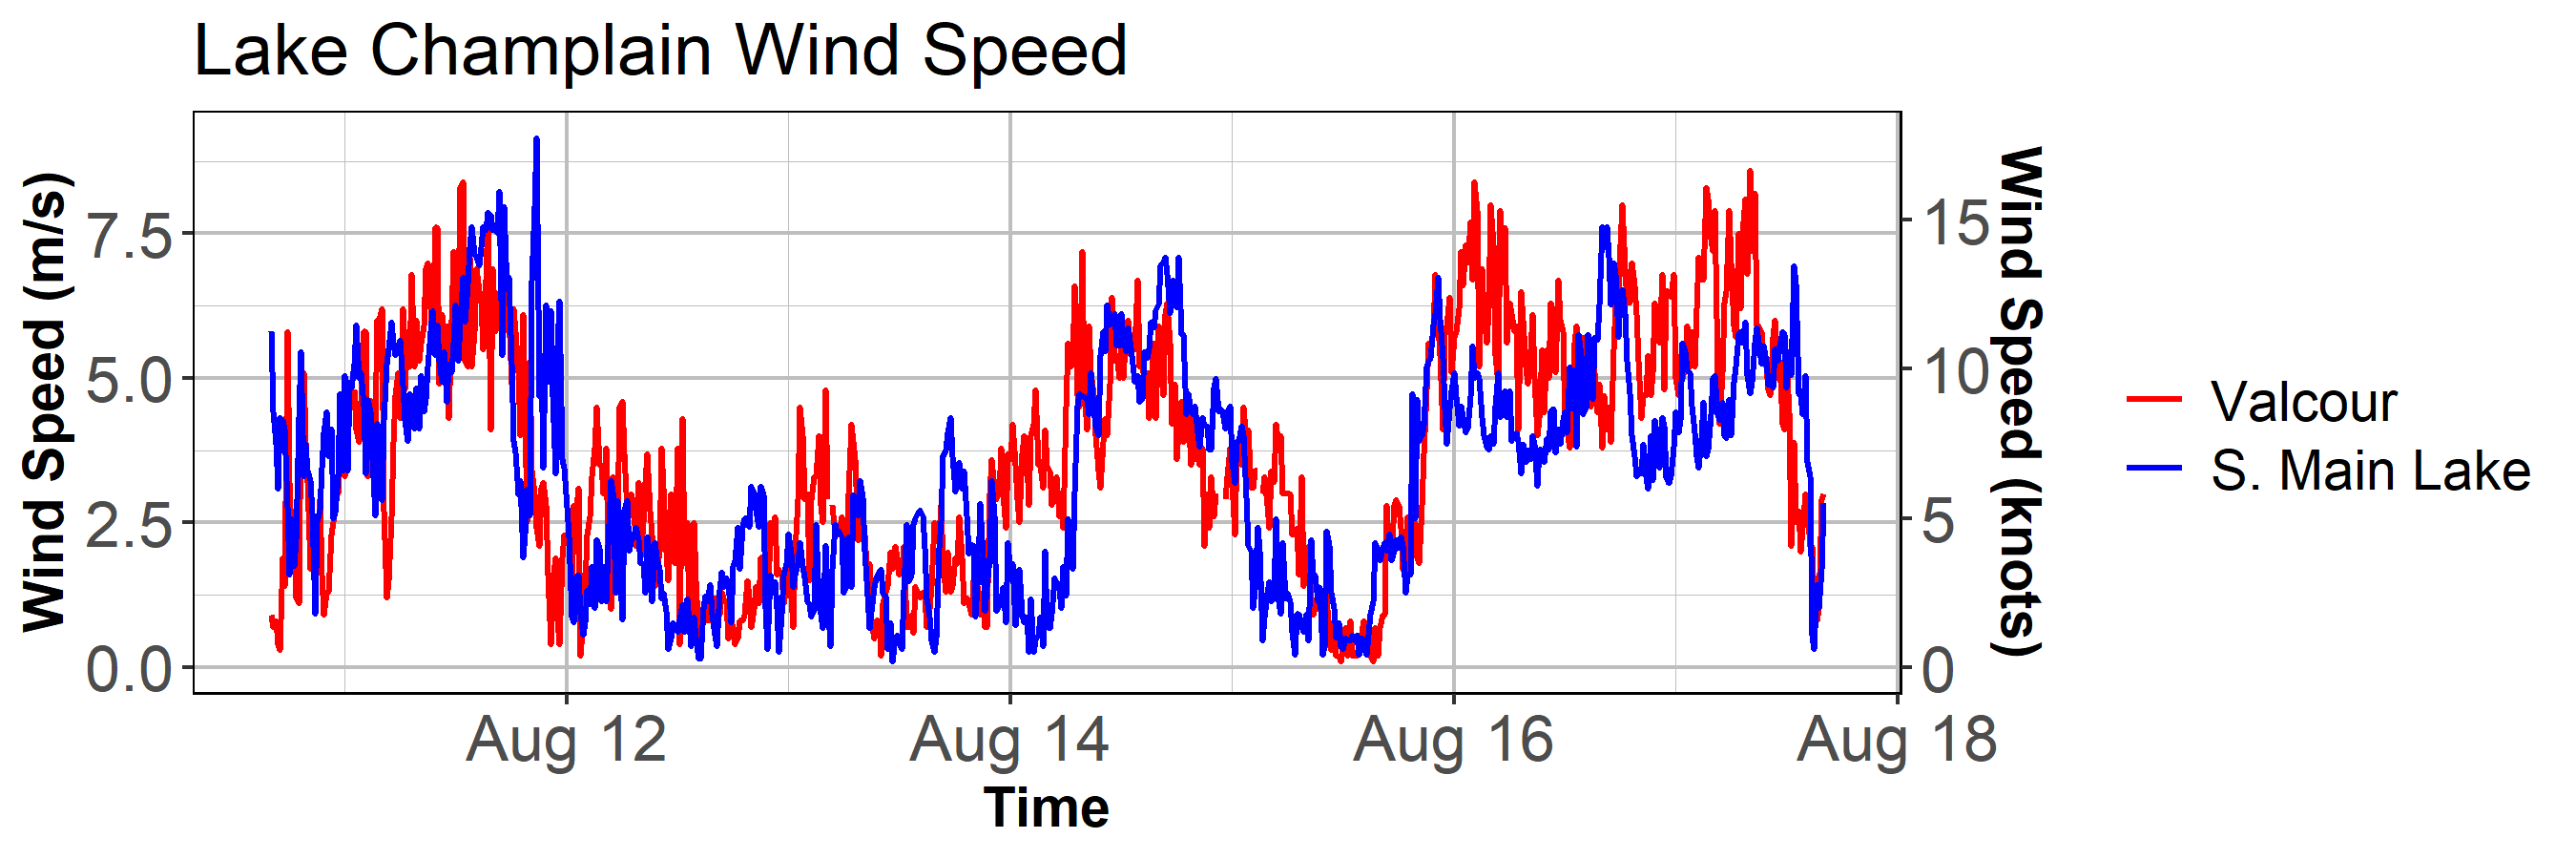 Lake Champlain Wind Speed
Wind Speed (m/s)
7.5
5.0
2.5
0.0
Aug 12
Aug 14
Aug 16
Aug 18
Time
15
10
5
0
Wind Speed (knots)
Valcour
S. Main Lake